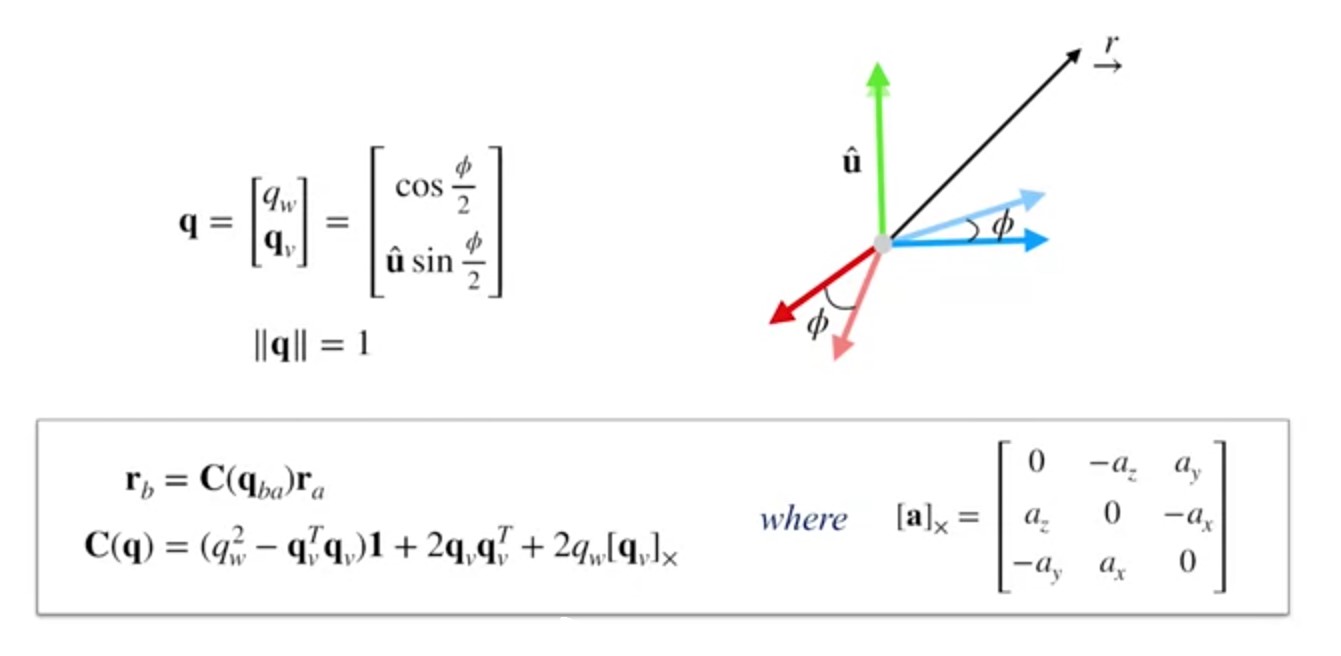 q = [q_w q_v] = [cos ϕ/2 û sin ϕ/2]
‖q‖ = 1
r
û
ϕ
ϕ
r_b = C(q_ba)r_a
C(q) = (q_w^2 − q_v^T q_v)1 + 2q_v q_v^T + 2q_w[q_v]_×
where [a]_× = [0 −a_z a_y
a_z 0 −a_x
−a_y a_x 0]